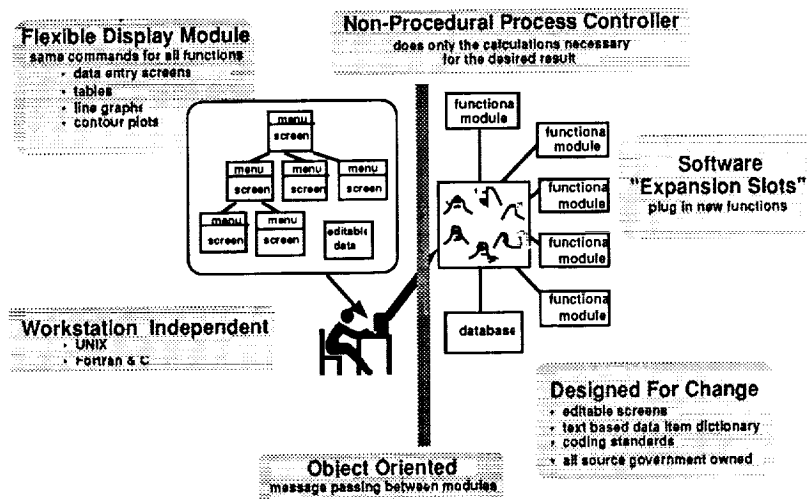 Flexible Display Module
same commands for all functions
• data entry screens
• tables
• line graphs
• contour plots
Non-Procedural Process Controller
does only the calculations necessary
for the desired result
menu
screen
menu
screen
menu
screen
menu
screen
menu
screen
menu
screen
editable
data
functiona
module
functiona
module
functiona
module
functiona
module
functiona
module
database
Software
"Expansion Slots"
plug in new functions
Workstation Independent
• UNIX
• Fortran & C
Designed For Change
• editable screens
• text based data item dictionary
• coding standards
• all source government owned
Object Oriented
message passing between modules